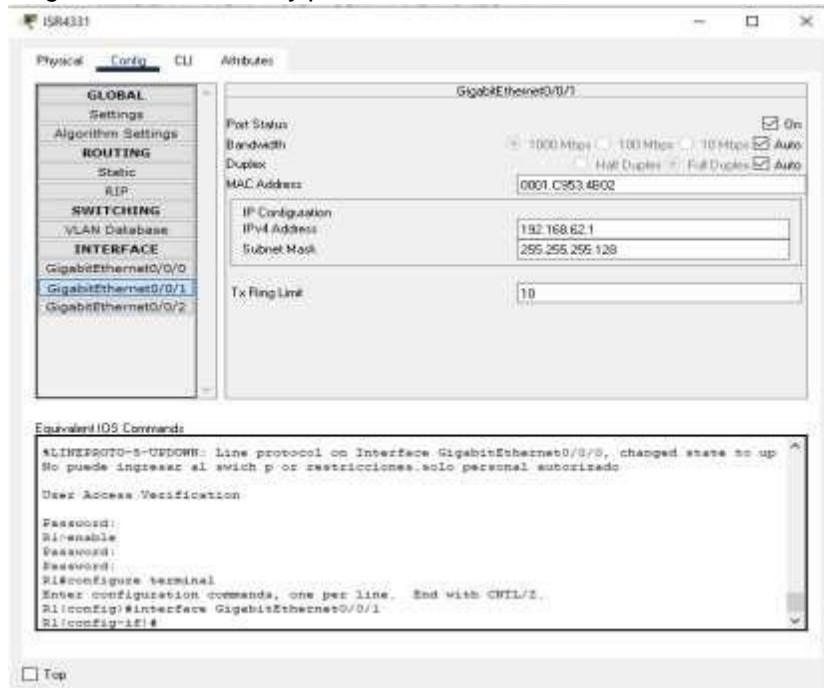 ISR4331
Physical Config CLI Attributes
GLOBAL
Settings
Algorithm Settings
ROUTING
Static
RIP
SWITCHING
VLAN Database
INTERFACE
GigabitEthernet0/0/0
GigabitEthernet0/0/1
GigabitEthernet0/0/2
GigabitEthernet0/0/1
Port Status On
Bandwidth 1000 Mbps 100 Mbps 10 Mbps Auto
Duplex Half Duplex Full Duplex Auto
MAC Address 0001.C953.4B02
IP Configuration
IPv4 Address 192.168.62.1
Subnet Mask 255.255.255.128
Tx Ring Limit 10
Equivalent IOS Commands
%LINEPROTO-5-UPDOWN: Line protocol on Interface GigabitEthernet0/0/0, changed state to up
No puede ingresar al swich p or restricciones.solo personal autorizado
User Access Verification
Password:
R1>enable
Password:
Password:
R1#configure terminal
Enter configuration commands, one per line. End with CNTL/Z.
R1(config)#interface GigabitEthernet0/0/1
R1(config-if)#
Top